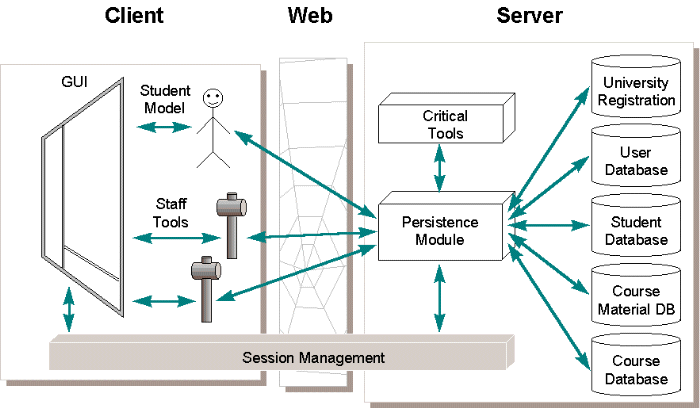 Client
Web
Server
GUI
Student
Model
Staff
Tools
Critical
Tools
Persistence
Module
University
Registration
User
Database
Student
Database
Course
Material DB
Course
Database
Session Management